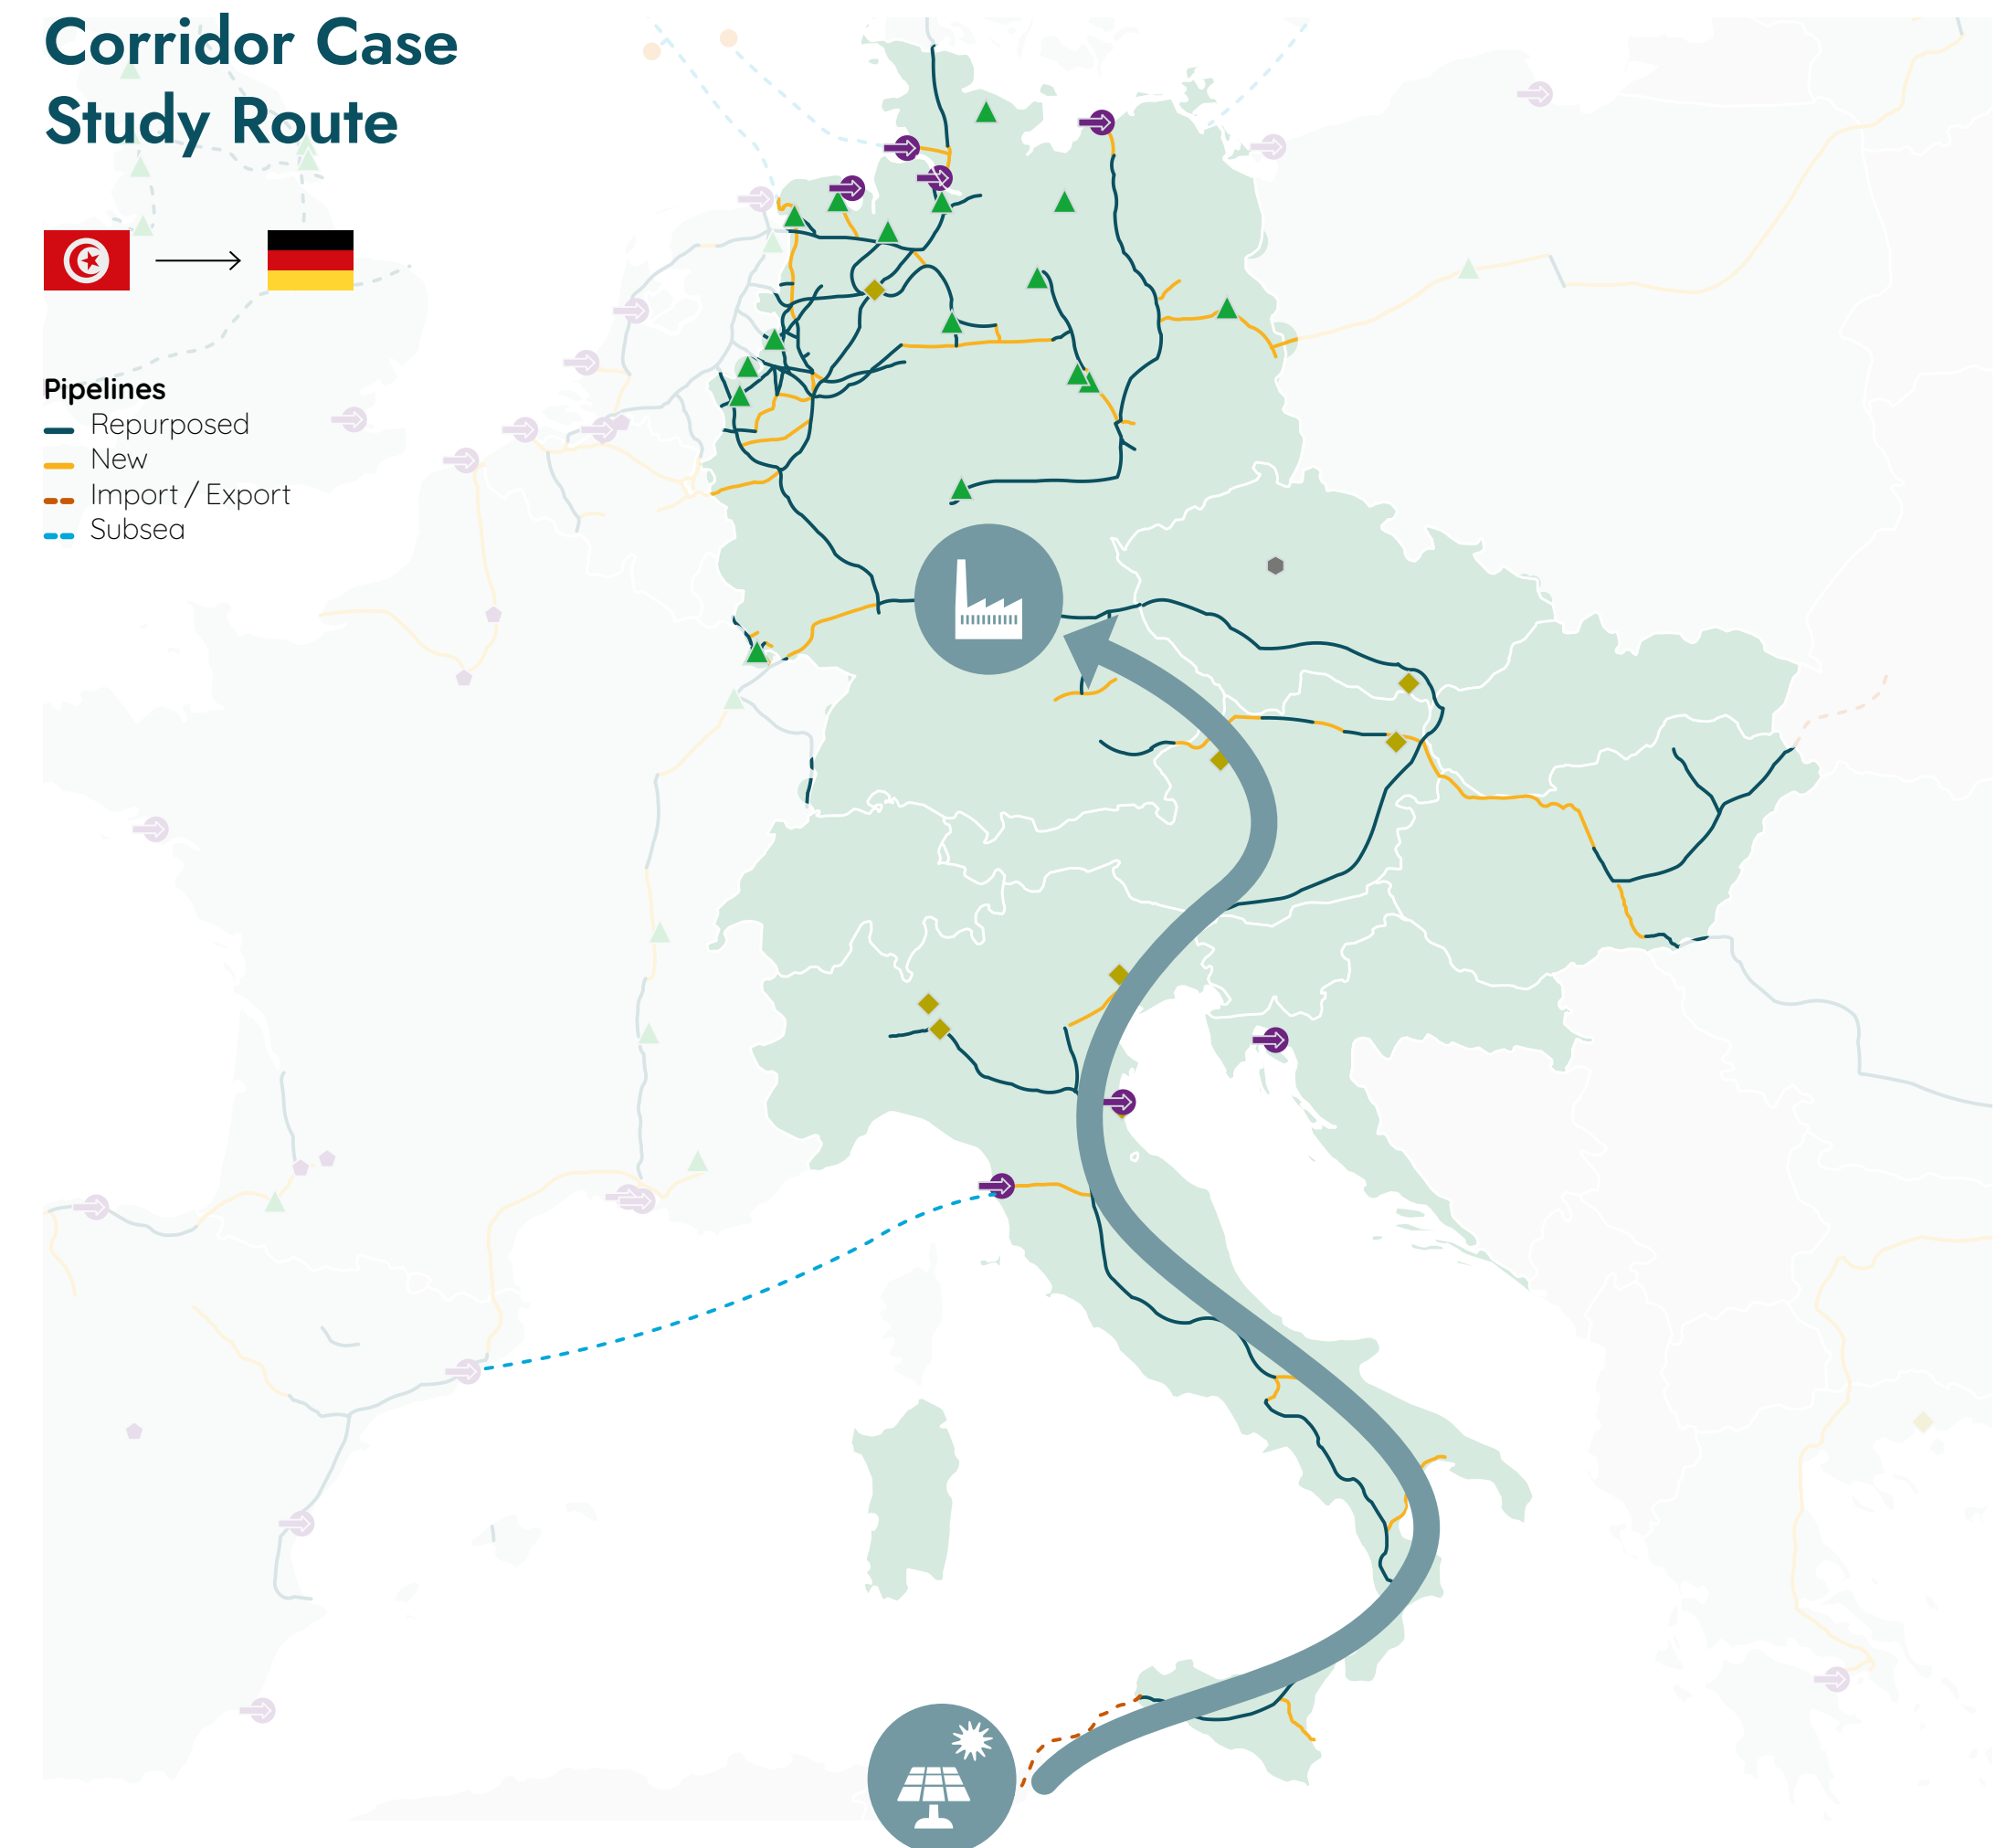 Corridor Case
Study Route
Pipelines
Repurposed
New
Import / Export
Subsea